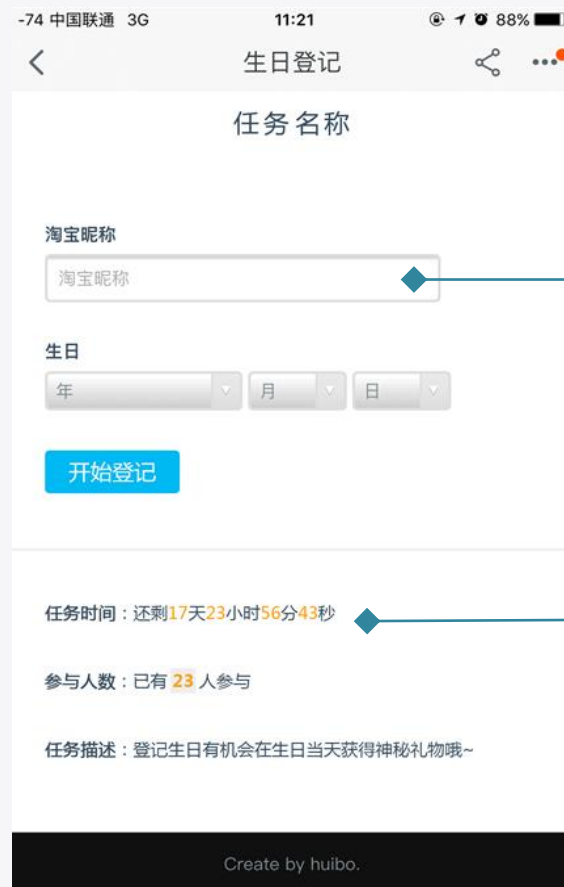 -74 中国联通 3G 11:21 88%
生日登记
任务名称
淘宝昵称
淘宝昵称
生日
年 月 日
开始登记
任务时间：还剩17天23小时56分43秒
参与人数：已有 23 人参与
任务描述：登记生日有机会在生日当天获得神秘礼物哦~
Create by huibo.